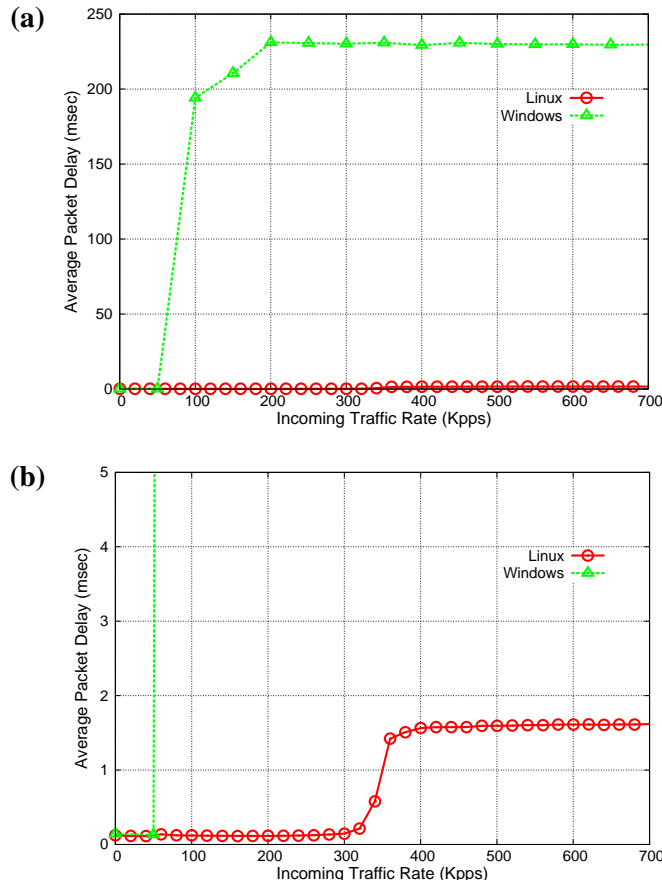 (a)
250
200
150
100
50
0
Average Packet Delay (msec)
Linux
Windows
0 100 200 300 400 500 600 700
Incoming Traffic Rate (Kpps)
(b)
5
4
3
2
1
0
Average Packet Delay (msec)
Linux
Windows
0 100 200 300 400 500 600 700
Incoming Traffic Rate (Kpps)